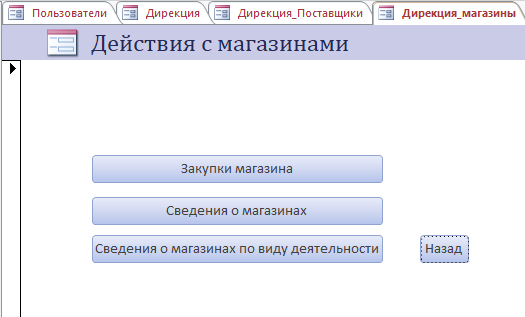 Пользователи Дирекция Дирекция_Поставщики Дирекция_магазины
Действия с магазинами
Закупки магазина
Сведения о магазинах
Сведения о магазинах по виду деятельности Назад